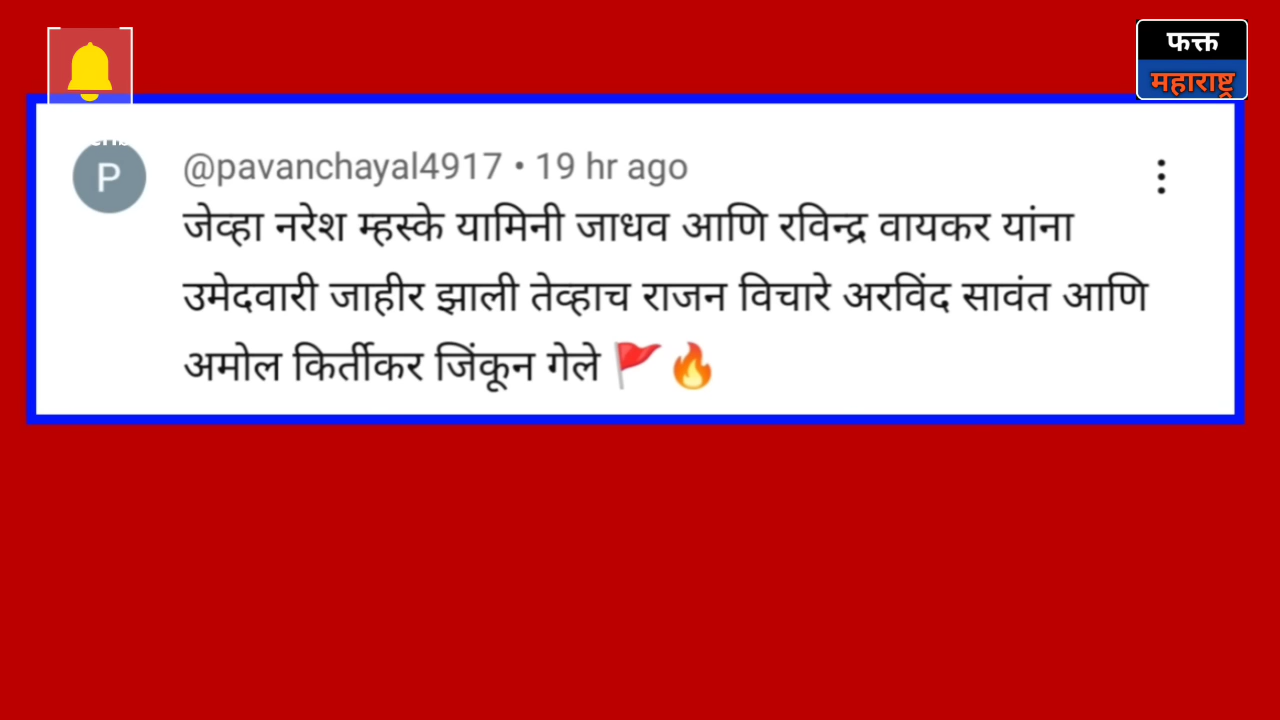 फक्त
महाराष्ट्र
@pavanchayal4917 • 19 hr ago
P
जेव्हा नरेश म्हस्के यामिनी जाधव आणि रविन्द्र वायकर यांना
उमेदवारी जाहीर झाली तेव्हाच राजन विचारे अरविंद सावंत आणि
अमोल किर्तीकर जिंकून गेले 🚩🔥